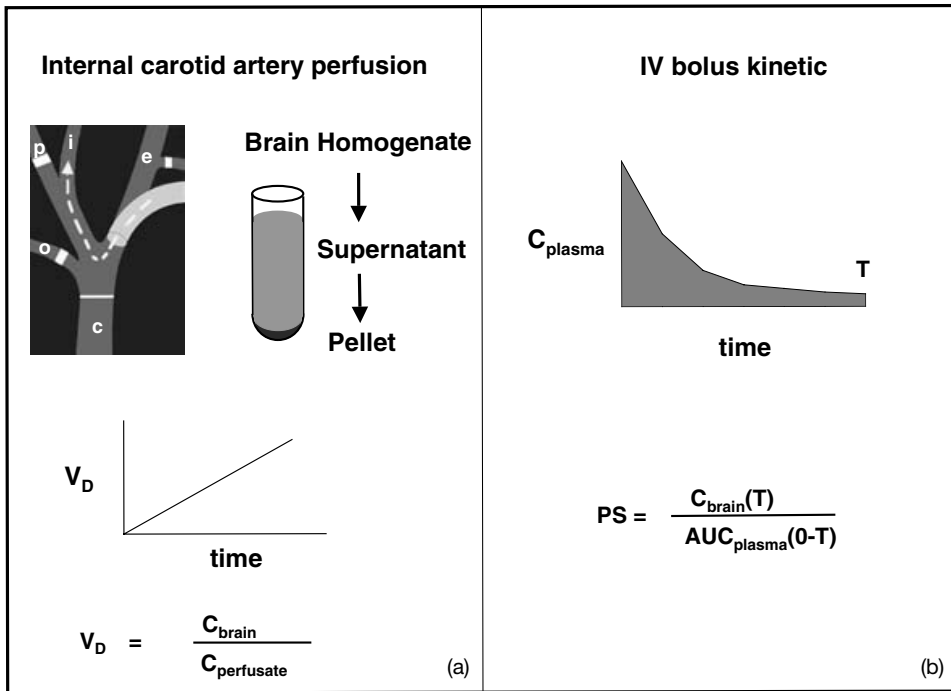 Internal carotid artery perfusion
p
i
e
o
c
Brain Homogenate
Supernatant
Pellet
V_D
time
V_D = C_brain
C_perfusate
(a)
IV bolus kinetic
C_plasma
T
time
PS = C_brain(T)
AUC_plasma(0-T)
(b)